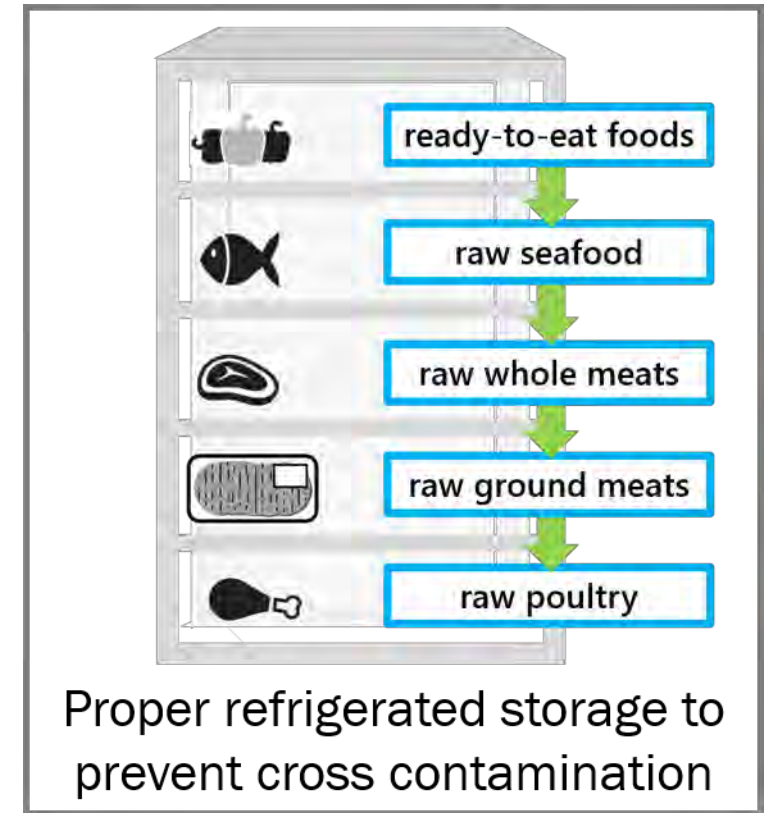 ready-to-eat foods
raw seafood
raw whole meats
raw ground meats
raw poultry
Proper refrigerated storage to
prevent cross contamination